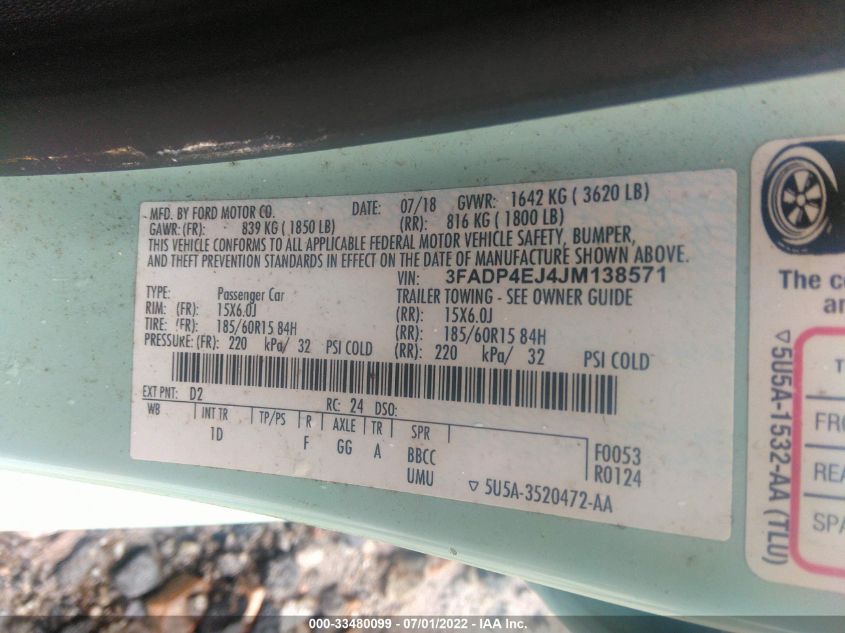 MFD. BY FORD MOTOR CO. DATE: 07/18 GVWR: 1642 KG ( 3620 LB)
GAWR: (FR): 839 KG ( 1850 LB) (RR): 816 KG ( 1800 LB)
THIS VEHICLE CONFORMS TO ALL APPLICABLE FEDERAL MOTOR VEHICLE SAFETY, BUMPER,
AND THEFT PREVENTION STANDARDS IN EFFECT ON THE DATE OF MANUFACTURE SHOWN ABOVE.
VIN: 3FADP4EJ4JM138571
TYPE: Passenger Car TRAILER TOWING - SEE OWNER GUIDE
RIM: (FR): 15X6.0J (RR): 15X6.0J
TIRE: (FR): 185/60R15 84H (RR): 185/60R15 84H
PRESSURE: (FR): 220 kPa/ 32 PSI COLD (RR): 220 kPa/ 32 PSI COLD
EXT PNT: D2 RC: 24 DSO:
WB INT TR TP/PS R AXLE TR SPR
1D F GG A BBCC F0053
UMU R0124
5U5A-3520472-AA
The co
an
T
FRO
REA
SPA
5U5A-1532-AA (TLU)
33480099 - 07/01/2022 - 1AAI.com.